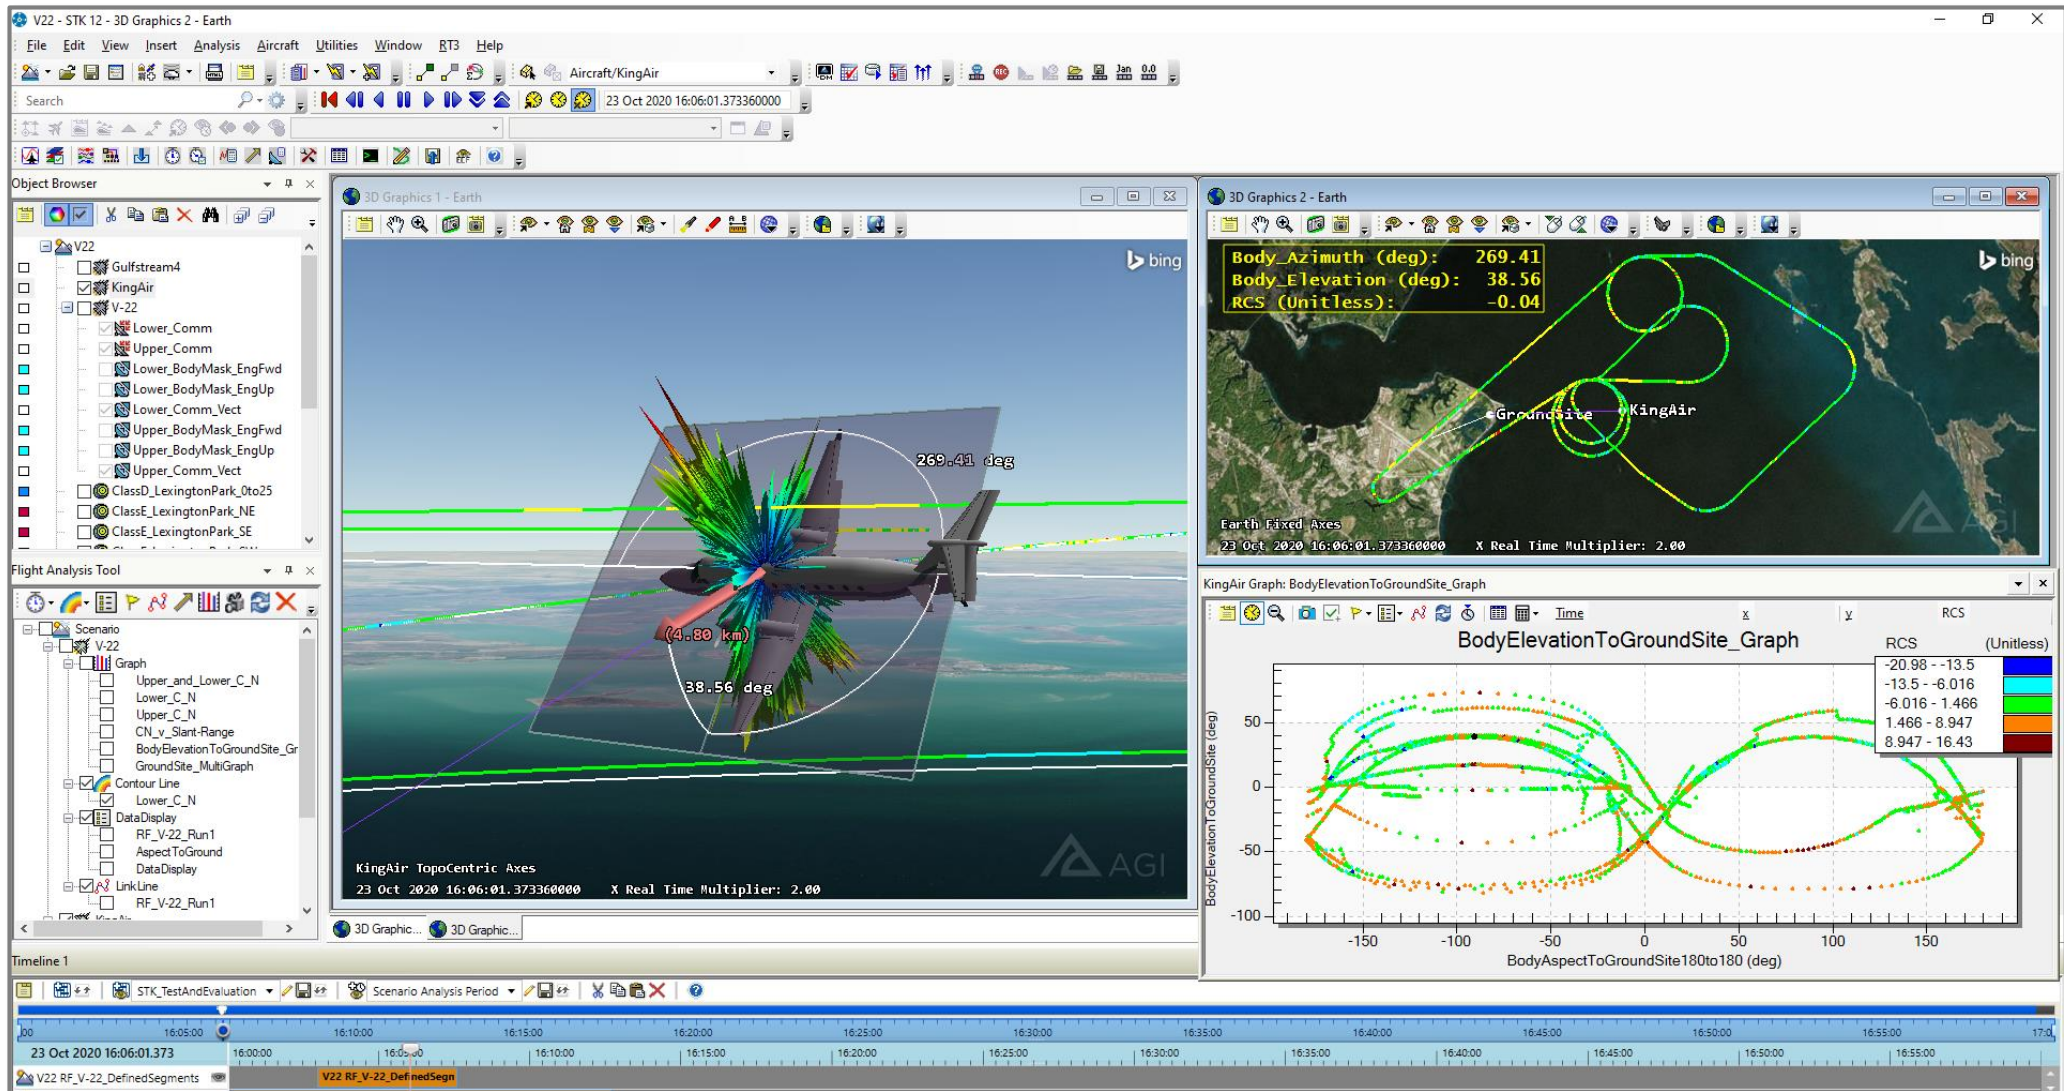 V22 - STK 12 - 3D Graphics 2 - Earth
File Edit View Insert Analysis Aircraft Utilities Window RT3 Help
Aircraft/KingAir
REC
Jan 0.0
Search
23 Oct 2020 16:06:01.373360000
Object Browser
V22
Gulfstream4
KingAir
V-22
Lower_Comm
Upper_Comm
Lower_BodyMask_EngFwd
Lower_BodyMask_EngUp
Lower_Comm_Vect
Upper_BodyMask_EngFwd
Upper_BodyMask_EngUp
Upper_Comm_Vect
ClassD_LexingtonPark_0to25
ClassE_LexingtonPark_NE
ClassE_LexingtonPark_SE
Flight Analysis Tool
Scenario
V-22
Graph
Upper_and_Lower_C_N
Lower_C_N
Upper_C_N
CN_v_Slant-Range
BodyElevationToGroundSite_Gr
GroundSite_MultiGraph
Contour Line
Lower_C_N
DataDisplay
RF_V-22_Run1
AspectToGround
DataDisplay
LinkLine
RF_V-22_Run1
3D Graphics 1 - Earth
bing
269.41 deg
(4.80 km)
38.56 deg
KingAir TopoCentric Axes
23 Oct 2020 16:06:01.373360000 X Real Time Multiplier: 2.00
AGI
3D Graphic... 3D Graphic...
3D Graphics 2 - Earth
Body_Azimuth (deg): 269.41
Body_Elevation (deg): 38.56
RCS (Unitless): -0.04
bing
GroundSite
KingAir
Earth Fixed Axes
23 Oct 2020 16:06:01.373360000 X Real Time Multiplier: 2.00
AGI
KingAir Graph: BodyElevationToGroundSite_Graph
Time x y RCS
BodyElevationToGroundSite_Graph
RCS (Unitless)
-20.98 - -13.5
-13.5 - -6.016
-6.016 - 1.466
1.466 - 8.947
8.947 - 16.43
BodyElevationToGroundSite (deg)
50
0
-50
-100
-150 -100 -50 0 50 100 150
BodyAspectToGroundSite180to180 (deg)
Timeline 1
STK_TestAndEvaluation Scenario Analysis Period
16:05:00 16:10:00 16:15:00 16:20:00 16:25:00 16:30:00 16:35:00 16:40:00 16:45:00 16:50:00 16:55:00
23 Oct 2020 16:06:01.373 16:00:00 16:05:00 16:10:00 16:15:00 16:20:00 16:25:00 16:30:00 16:35:00 16:40:00 16:45:00 16:50:00 16:55:00
V22 RF_V-22_DefinedSegments V22 RF_V-22_DefinedSegn